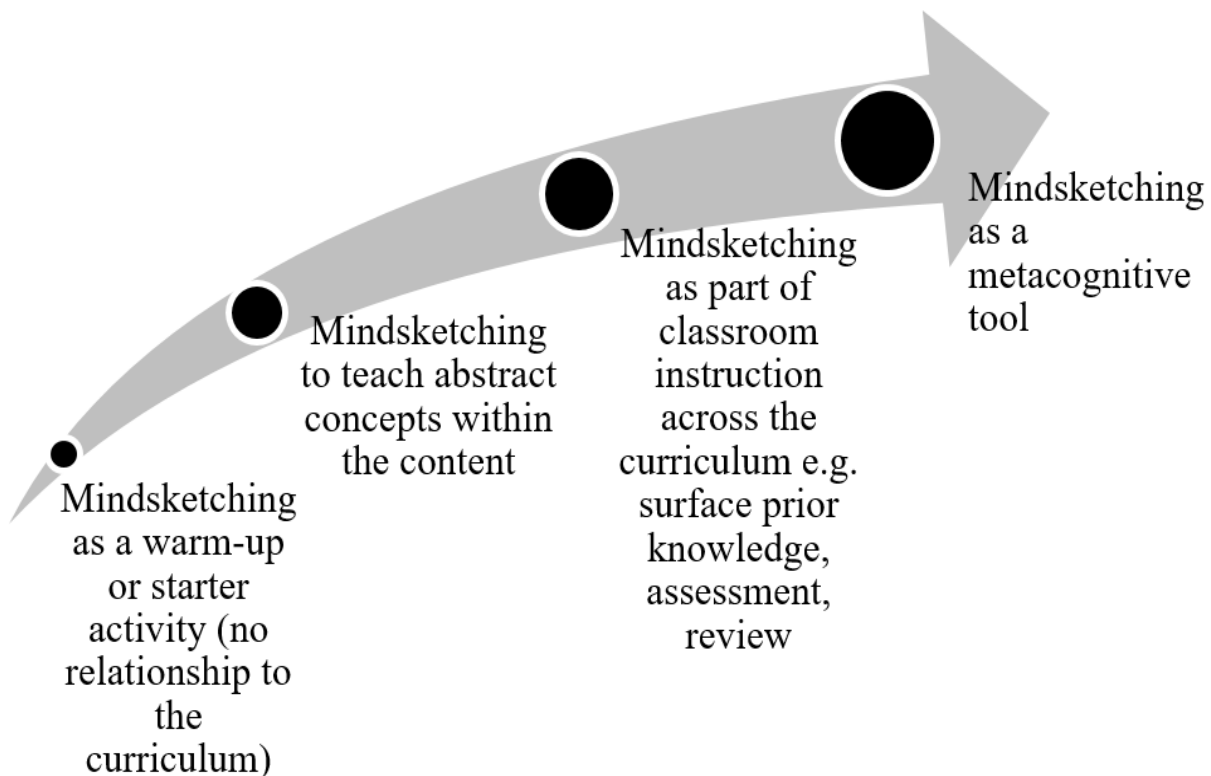 Mindsketching
as a warm-up
or starter
activity (no
relationship to
the
curriculum)
Mindsketching
to teach abstract
concepts within
the content
Mindsketching
as part of
classroom
instruction
across the
curriculum e.g.
surface prior
knowledge,
assessment,
review
Mindsketching
as a
metacognitive
tool